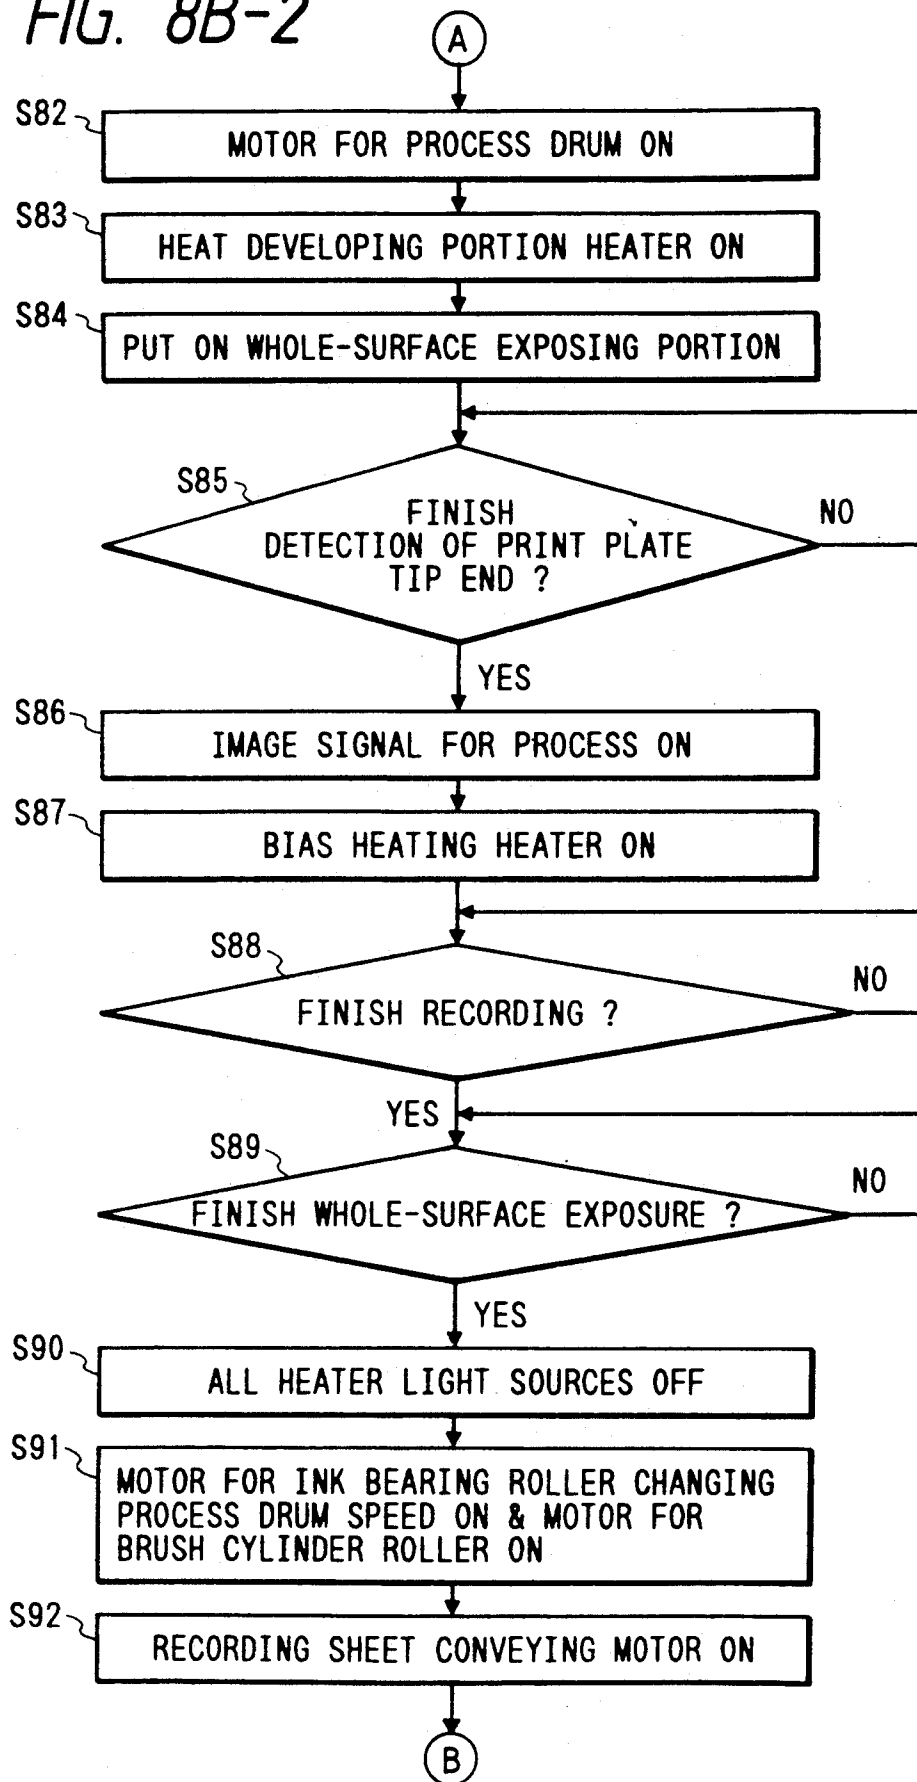 FIG. 8B-2
A
S82
MOTOR FOR PROCESS DRUM ON
S83
HEAT DEVELOPING PORTION HEATER ON
S84
PUT ON WHOLE-SURFACE EXPOSING PORTION
S85
FINISH
DETECTION OF PRINT PLATE
TIP END ?
NO
YES
S86
IMAGE SIGNAL FOR PROCESS ON
S87
BIAS HEATING HEATER ON
S88
FINISH RECORDING ?
NO
YES
S89
FINISH WHOLE-SURFACE EXPOSURE ?
NO
YES
S90
ALL HEATER LIGHT SOURCES OFF
S91
MOTOR FOR INK BEARING ROLLER CHANGING
PROCESS DRUM SPEED ON & MOTOR FOR
BRUSH CYLINDER ROLLER ON
S92
RECORDING SHEET CONVEYING MOTOR ON
B